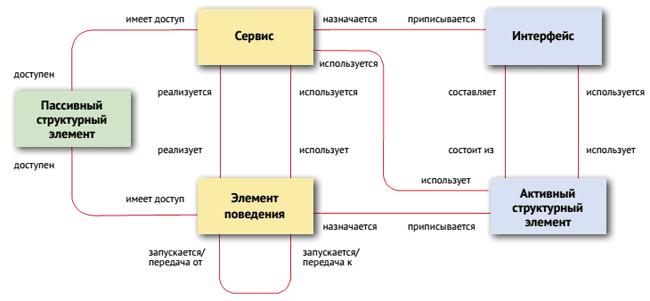 имеет доступ
Сервис
назначается
приписывается
Интерфейс
используется
доступен
реализуется
используется
составляет
используется
Пассивный
структурный
элемент
реализует
использует
состоит из
использует
доступен
использует
имеет доступ
Элемент
поведения
Активный
структурный
элемент
назначается
приписывается
запускается/
передача от
запускается/
передача к